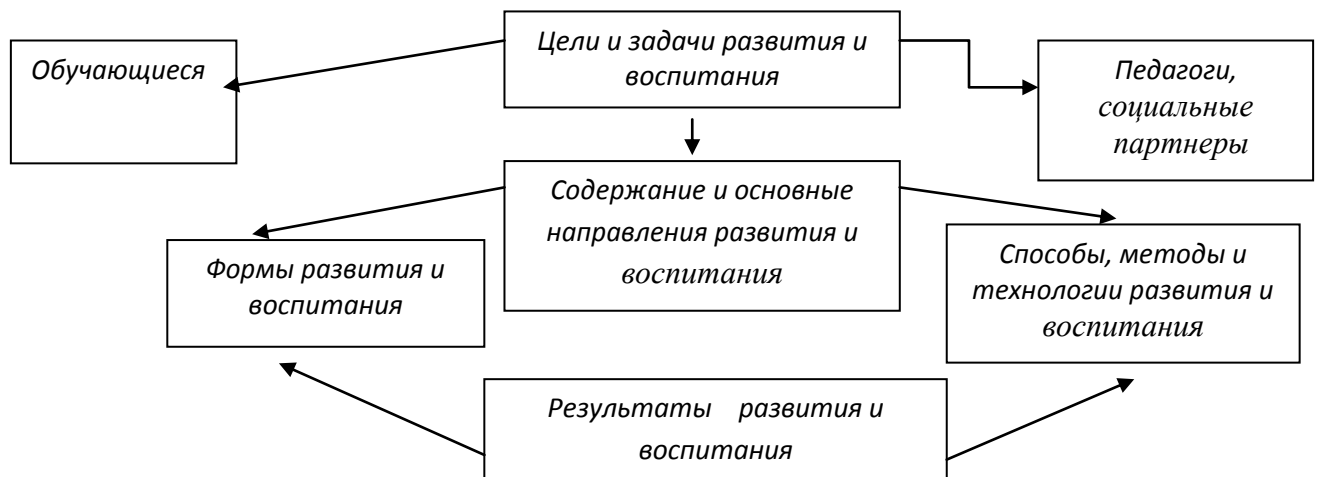 Цели и задачи развития и
воспитания
Обучающиеся
Педагоги,
социальные
партнеры
Содержание и основные
направления развития и
воспитания
Формы развития и
воспитания
Способы, методы и
технологии развития и
воспитания
Результаты развития и
воспитания